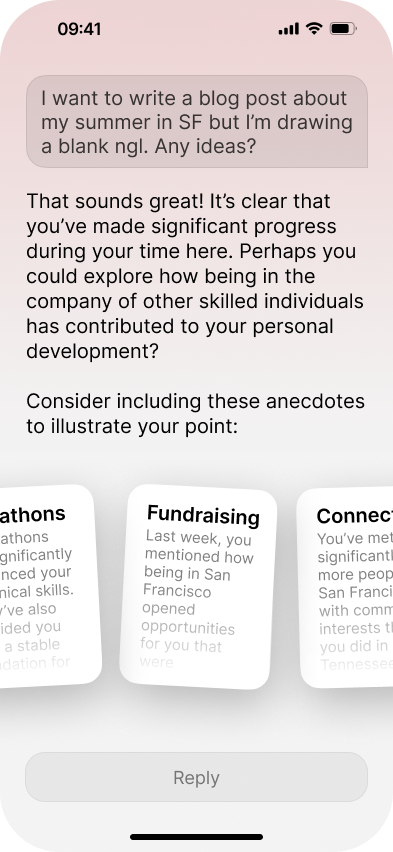 09:41
I want to write a blog post about
my summer in SF but I'm drawing
a blank ngl. Any ideas?
That sounds great! It's clear that
you've made significant progress
during your time here. Perhaps you
could explore how being in the
company of other skilled individuals
has contributed to your personal
development?
Consider including these anecdotes
to illustrate your point:
athons
athons
gnificantly
nced your
nical skills.
've also
ided you
a stable
dation for
Fundraising
Last week, you
mentioned how
being in San
Francisco
opened
opportunities
for you that
were
Connect
You've met
significantl
more peop
San Franci
with comm
interests th
you did in
Tennessee
Reply